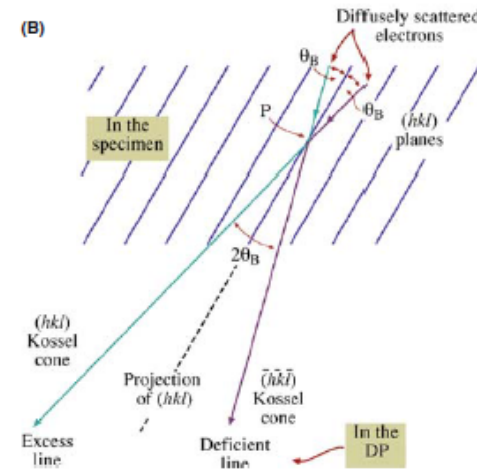 (B)
Diffusely scattered
electrons
θB
θB
P
(hkl)
planes
In the
specimen
2θB
(hkl)
Kossel
cone
Projection
of (hkl)
(h̄k̄l̄)
Kossel
cone
Excess
line
Deficient
line
In the
DP